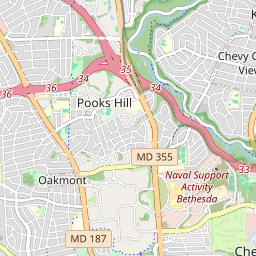 K
Chevy C
View
35
34
34
36
36
Pooks Hill
MD 355
33
Naval Support
Activity
Bethesda
Oakmont
MD 187
Che